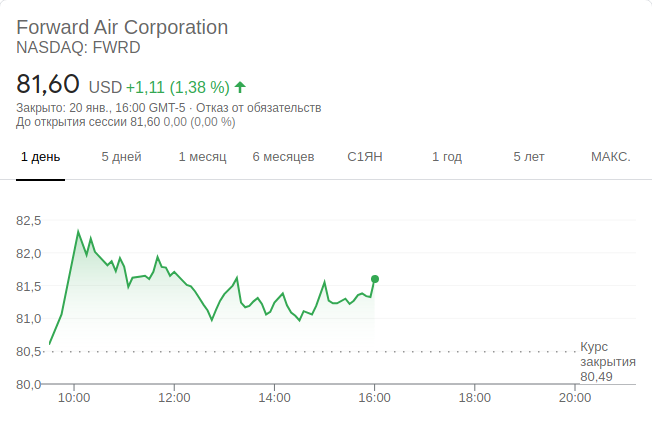 Forward Air Corporation
NASDAQ: FWRD
81,60 USD +1,11 (1,38 %)
Закрыто: 20 янв., 16:00 GMT-5 · Отказ от обязательств
До открытия сессии 81,60 0,00 (0,00 %)
1 день 5 дней 1 месяц 6 месяцев С1ЯН 1 год 5 лет МАКС.
82,5
82,0
81,5
81,0
80,5
80,0
Курс
закрытия
80,49
10:00 12:00 14:00 16:00 18:00 20:00